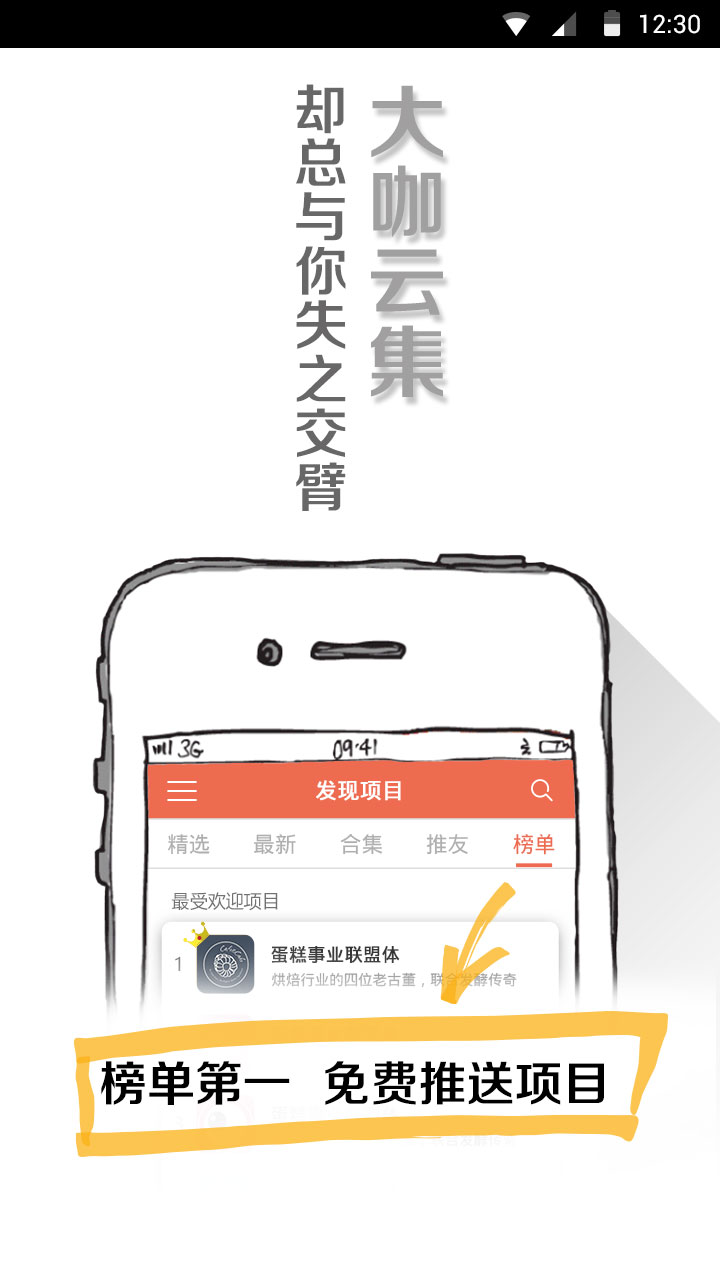 12:30
大咖云集
却总与你失之交臂
3G 09:41
发现项目
精选 最新 合集 推友 榜单
最受欢迎项目
1
蛋糕事业联盟体
烘焙行业的四位老古董，联合发酵传奇
榜单第一 免费推送项目